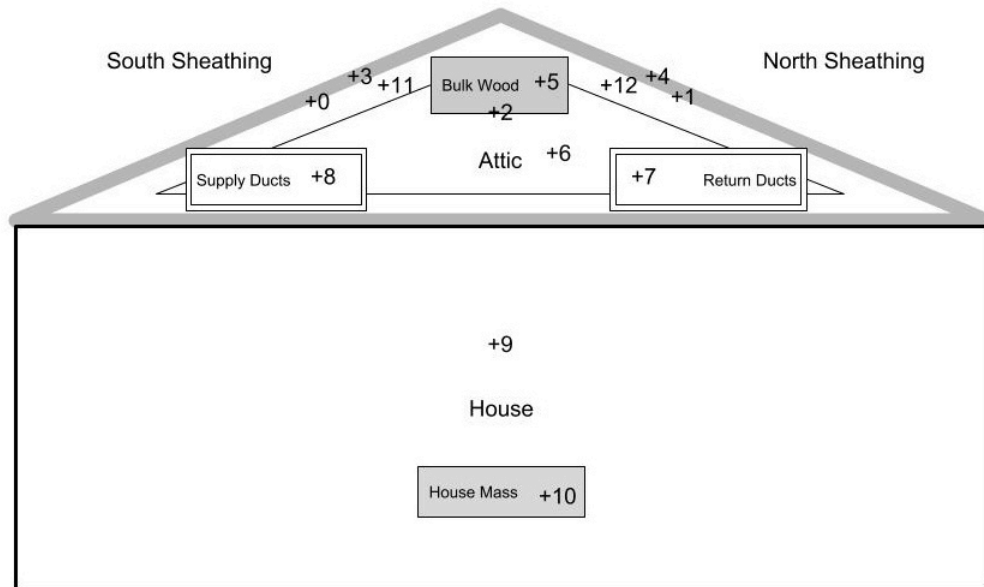 South Sheathing
North Sheathing
+3
+11
+0
Bulk Wood +5
+2
+12
+4
+1
Attic +6
Supply Ducts +8
+7 Return Ducts
+9
House
House Mass +10